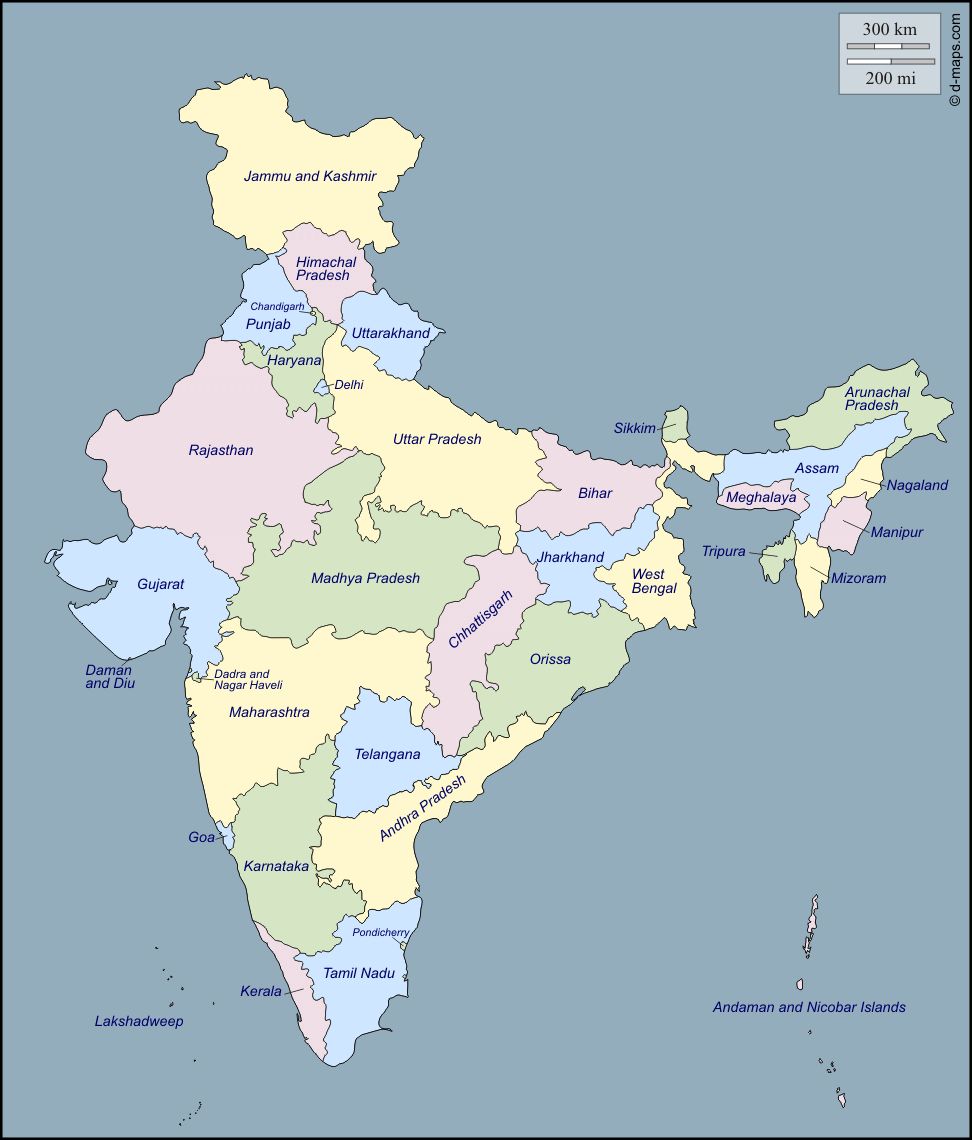 300 km
200 mi
© d-maps.com
Jammu and Kashmir
Himachal
Pradesh
Chandigarh
Punjab
Uttarakhand
Haryana
Delhi
Arunachal
Pradesh
Sikkim
Uttar Pradesh
Rajasthan
Assam
Nagaland
Bihar
Meghalaya
Manipur
Tripura
Jharkhand
Mizoram
West
Bengal
Madhya Pradesh
Gujarat
Chhattisgarh
Orissa
Daman
and Diu
Dadra and
Nagar Haveli
Maharashtra
Telangana
Andhra Pradesh
Goa
Karnataka
Pondicherry
Tamil Nadu
Kerala
Lakshadweep
Andaman and Nicobar Islands